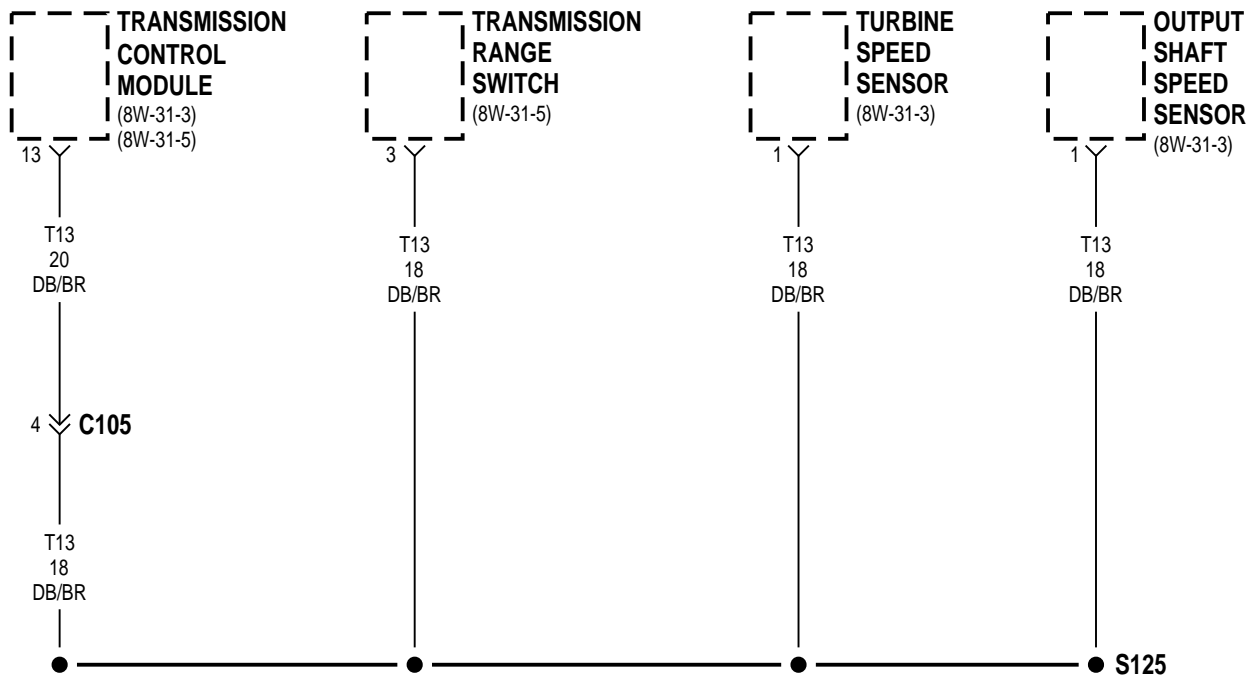 TRANSMISSION
CONTROL
MODULE
(8W-31-3)
(8W-31-5)
13
T13
20
DB/BR
4
C105
T13
18
DB/BR
TRANSMISSION
RANGE
SWITCH
(8W-31-5)
3
T13
18
DB/BR
TURBINE
SPEED
SENSOR
(8W-31-3)
1
T13
18
DB/BR
OUTPUT
SHAFT
SPEED
SENSOR
(8W-31-3)
1
T13
18
DB/BR
S125